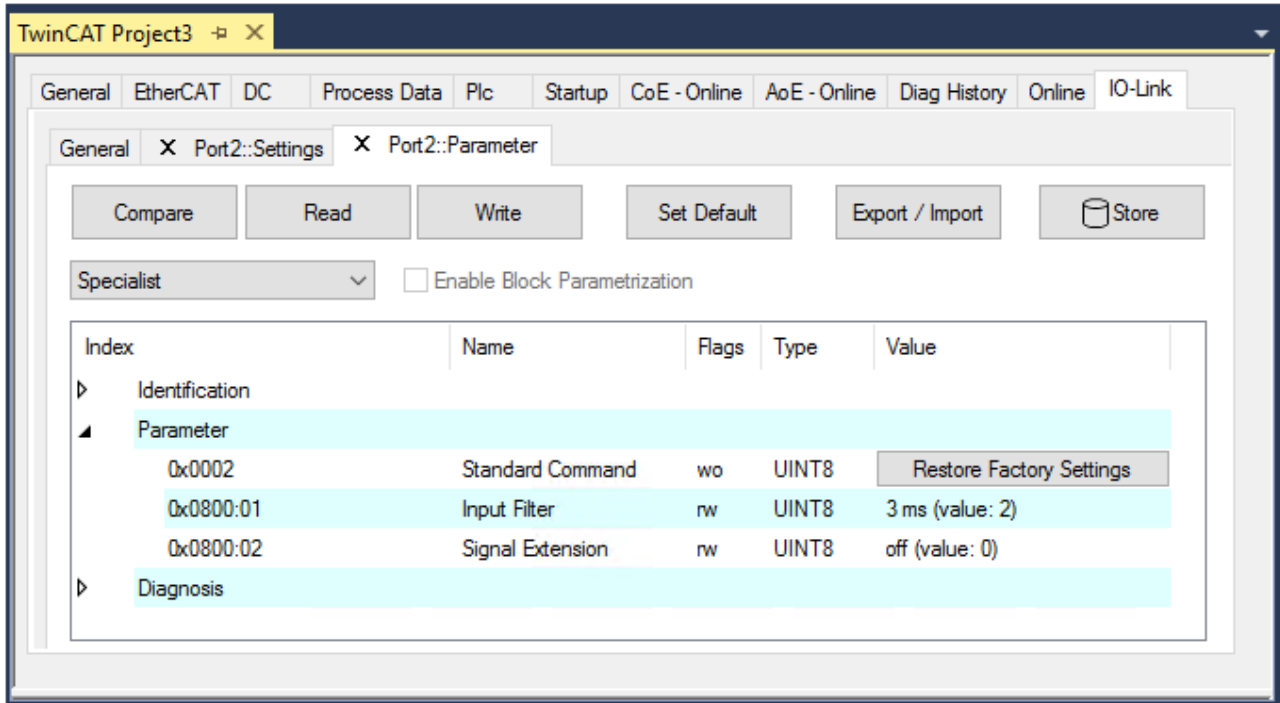 TwinCAT Project3
General EtherCAT DC Process Data Plc Startup CoE - Online AoE - Online Diag History Online IO-Link
General X Port2::Settings X Port2::Parameter
Compare Read Write Set Default Export / Import Store
Specialist Enable Block Parametrization
Index Name Flags Type Value
Identification
Parameter
0x0002 Standard Command wo UINT8 Restore Factory Settings
0x0800:01 Input Filter rw UINT8 3 ms (value: 2)
0x0800:02 Signal Extension rw UINT8 off (value: 0)
Diagnosis